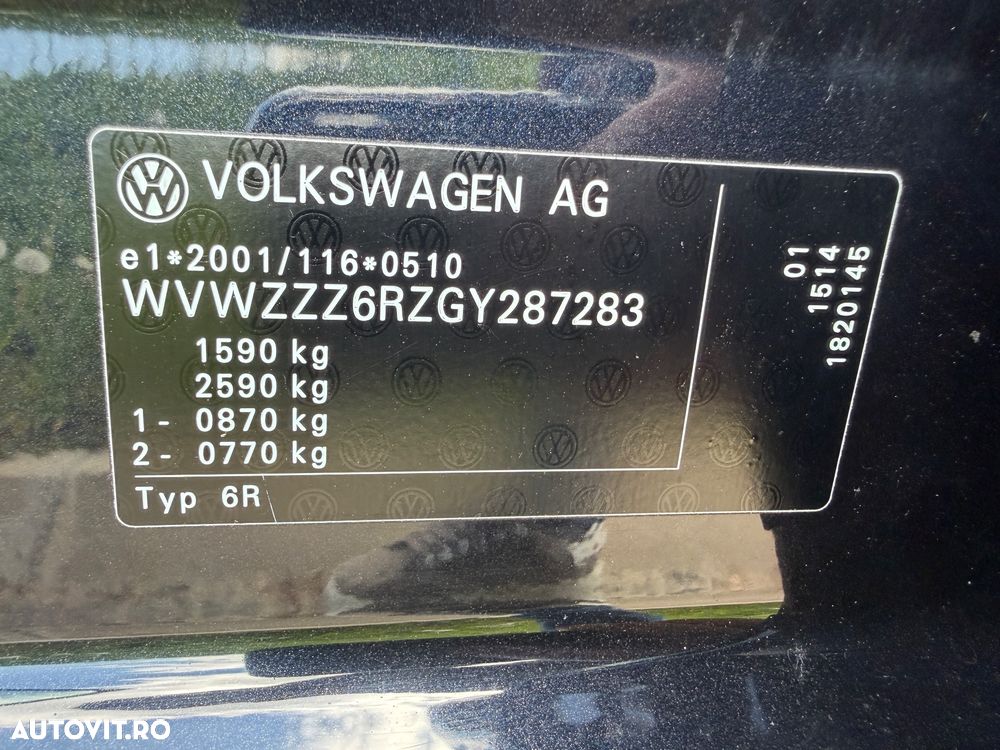 VOLKSWAGEN AG
e1*2001/116*0510
WVWZZZ6RZGY287283
1590 kg
2590 kg
1- 0870 kg
2- 0770 kg
Typ 6R
01
1514
1820145
AUTOVIT.RO